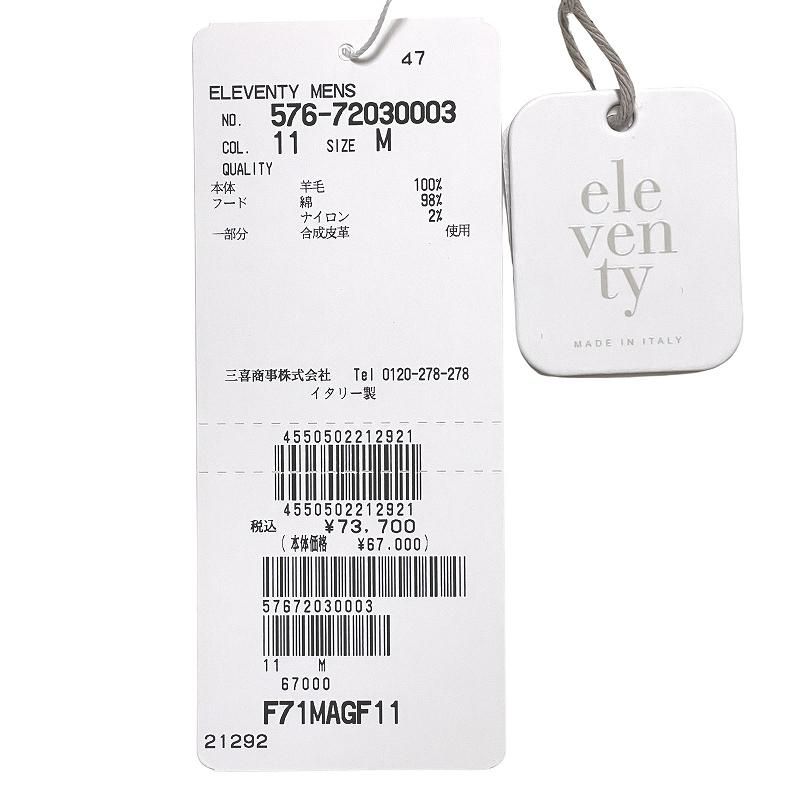 47
ELEVENTY MENS
NO. 576-72030003
COL. 11 SIZE M
QUALITY
本体 羊毛 100%
フード 綿 98%
ナイロン 2%
一部分 合成皮革 使用
三喜商事株式会社 Tel 0120-278-278
イタリー製
4550502212921
4550502212921
税込 ¥73,700
(本体価格 ¥67.000)
57672030003
11 M
67000
F71MAGF11
21292
ele
ven
ty
MADE IN ITALY